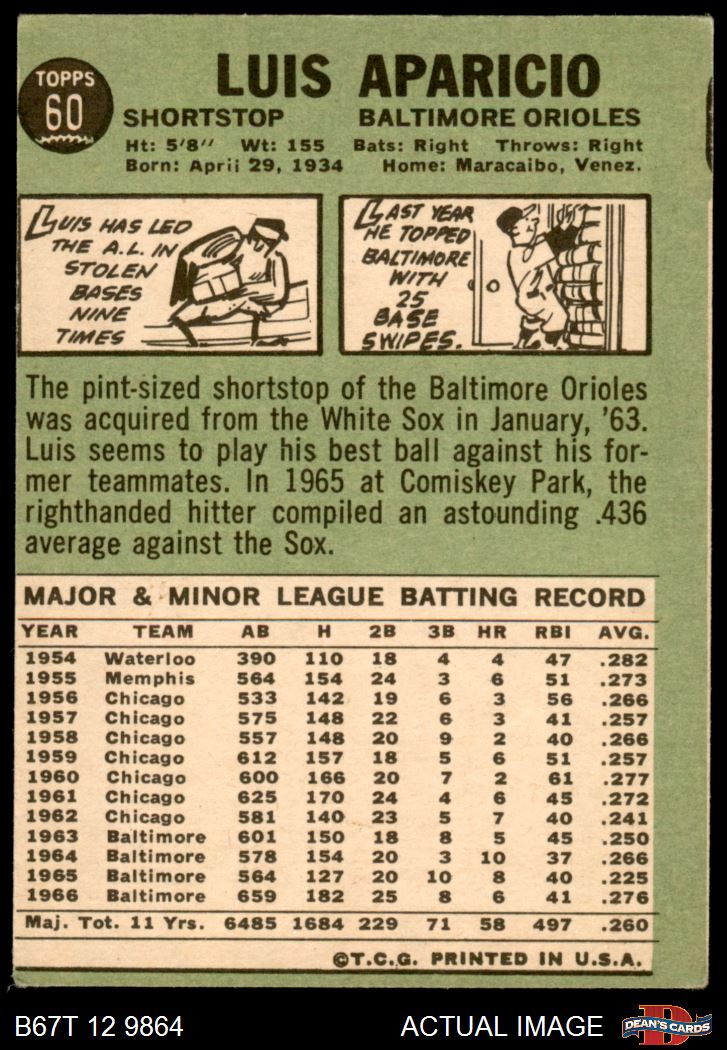 TOPPS
60
LUIS APARICIO
SHORTSTOP BALTIMORE ORIOLES
Ht: 5'8" Wt: 155 Bats: Right Throws: Right
Born: April 29, 1934 Home: Maracaibo, Venez.
LUIS HAS LED
THE A.L. IN
STOLEN
BASES
NINE
TIMES
LAST YEAR
HE TOPPED
BALTIMORE
WITH
25
BASE
SWIPES.
The pint-sized shortstop of the Baltimore Orioles
was acquired from the White Sox in January, '63.
Luis seems to play his best ball against his for-
mer teammates. In 1965 at Comiskey Park, the
righthanded hitter compiled an astounding .436
average against the Sox.
MAJOR & MINOR LEAGUE BATTING RECORD
YEAR TEAM AB H 2B 3B HR RBI AVG.
1954 Waterloo 390 110 18 4 4 47 .282
1955 Memphis 564 154 24 3 6 51 .273
1956 Chicago 533 142 19 6 3 56 .266
1957 Chicago 575 148 22 6 3 41 .257
1958 Chicago 557 148 20 9 2 40 .266
1959 Chicago 612 157 18 5 6 51 .257
1960 Chicago 600 166 20 7 2 61 .277
1961 Chicago 625 170 24 4 6 45 .272
1962 Chicago 581 140 23 5 7 40 .241
1963 Baltimore 601 150 18 8 5 45 .250
1964 Baltimore 578 154 20 3 10 37 .266
1965 Baltimore 564 127 20 10 8 40 .225
1966 Baltimore 659 182 25 8 6 41 .276
Maj. Tot. 11 Yrs. 6485 1684 229 71 58 497 .260
©T.C.G. PRINTED IN U.S.A.
B67T 12 9864 ACTUAL IMAGE
D
DEAN'S CARDS